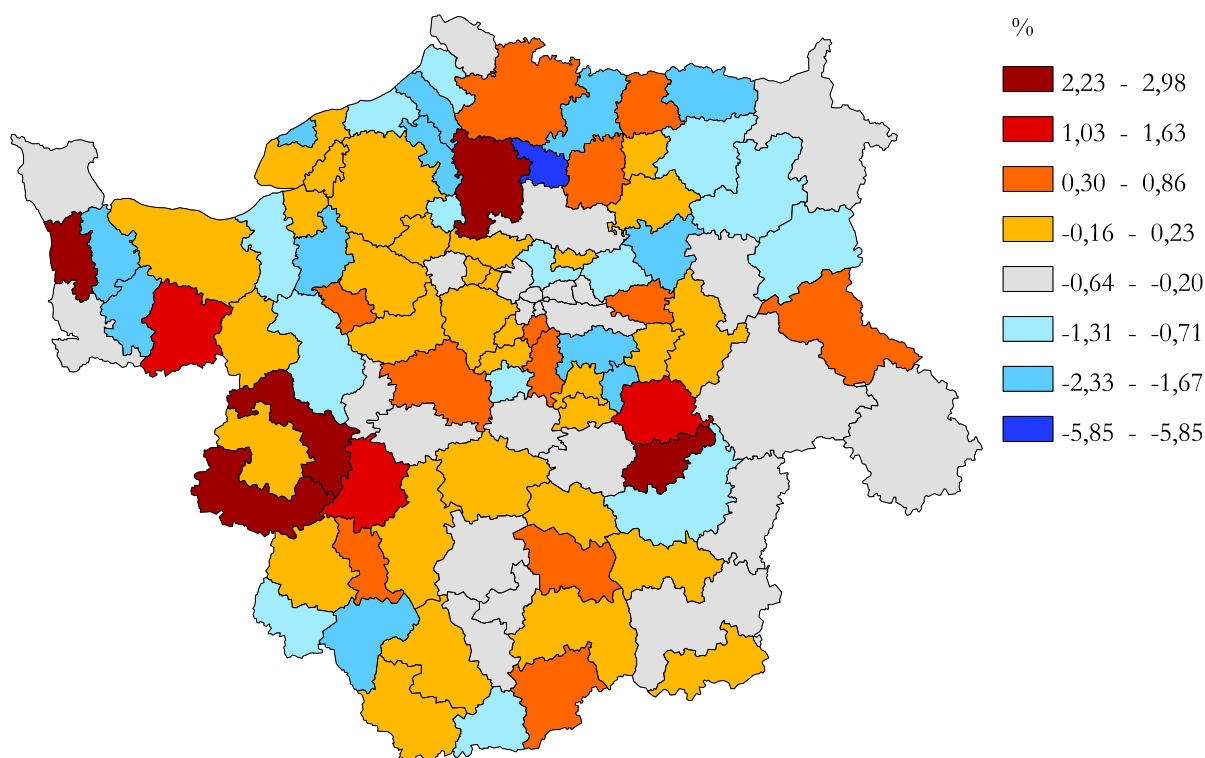 %
2,23 - 2,98
1,03 - 1,63
0,30 - 0,86
-0,16 - 0,23
-0,64 - -0,20
-1,31 - -0,71
-2,33 - -1,67
-5,85 - -5,85